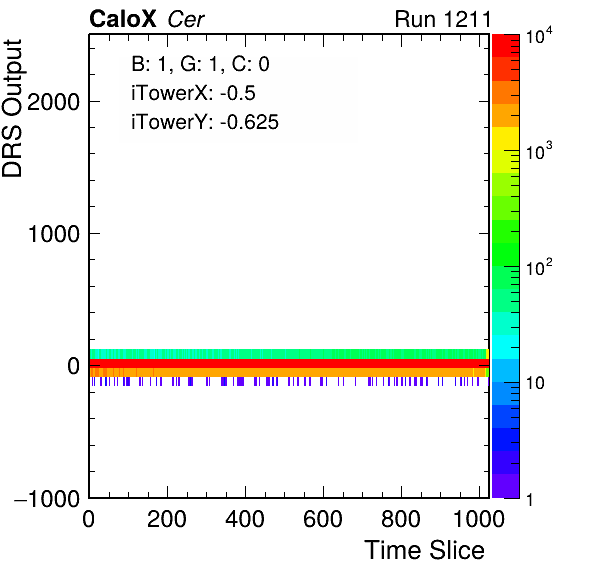 CaloX Cer Run 1211
DRS Output
B: 1, G: 1, C: 0
iTowerX: -0.5
iTowerY: -0.625
2000
1000
0
−1000
0 200 400 600 800 1000
Time Slice
10^4
10^3
10^2
10
1